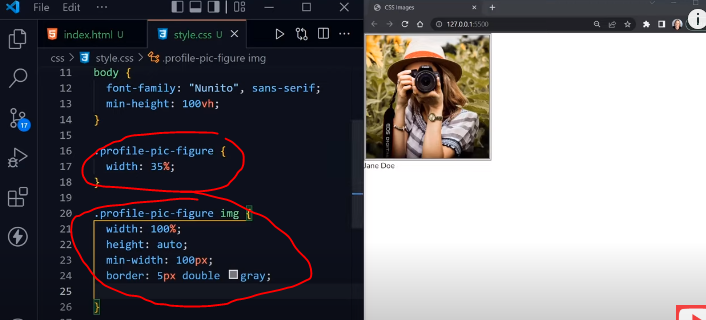 File Edit
CSS images
index.html U
style.css U
127.0.0.1:5500
css > style.css > .profile-pic-figure img
11 body {
12 font-family: "Nunito", sans-serif;
13 min-height: 100vh;
14 }
15
16 .profile-pic-figure {
17 width: 35%;
18 }
19
20 .profile-pic-figure img {
21 width: 100%;
22 height: auto;
23 min-width: 100px;
24 border: 5px double gray;
25
26 }
17
Jane Doe